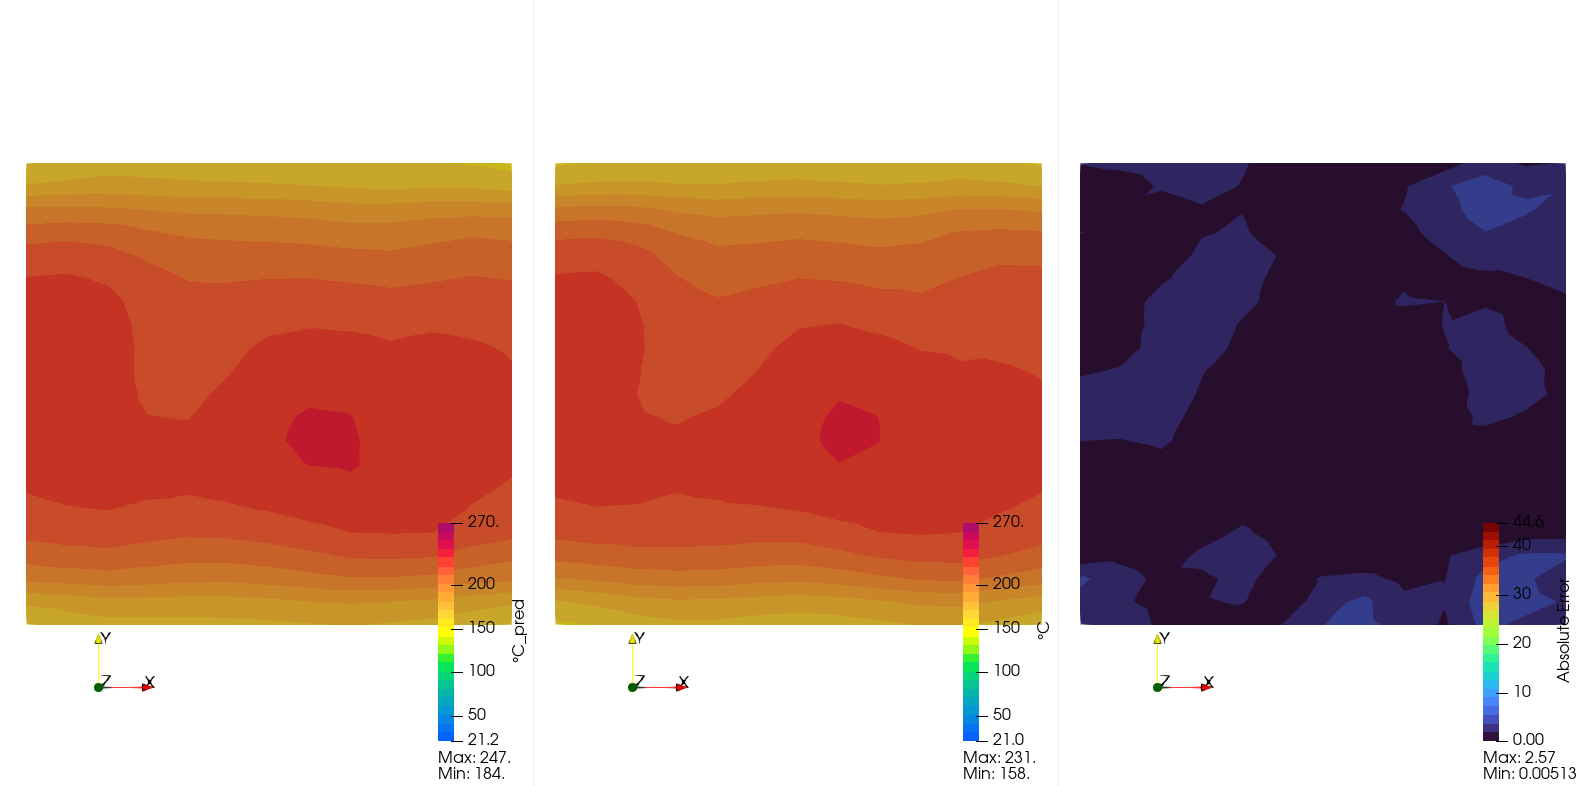 270.
200
150
100
50
21.2
°C_pred
Max: 247.
Min: 184.
Y
Z
X
270.
200
150
100
50
21.0
°C
Max: 231.
Min: 158.
Y
Z
X
44.6
40
30
20
10
0.00
Absolute Error
Max: 2.57
Min: 0.00513
Y
Z
X